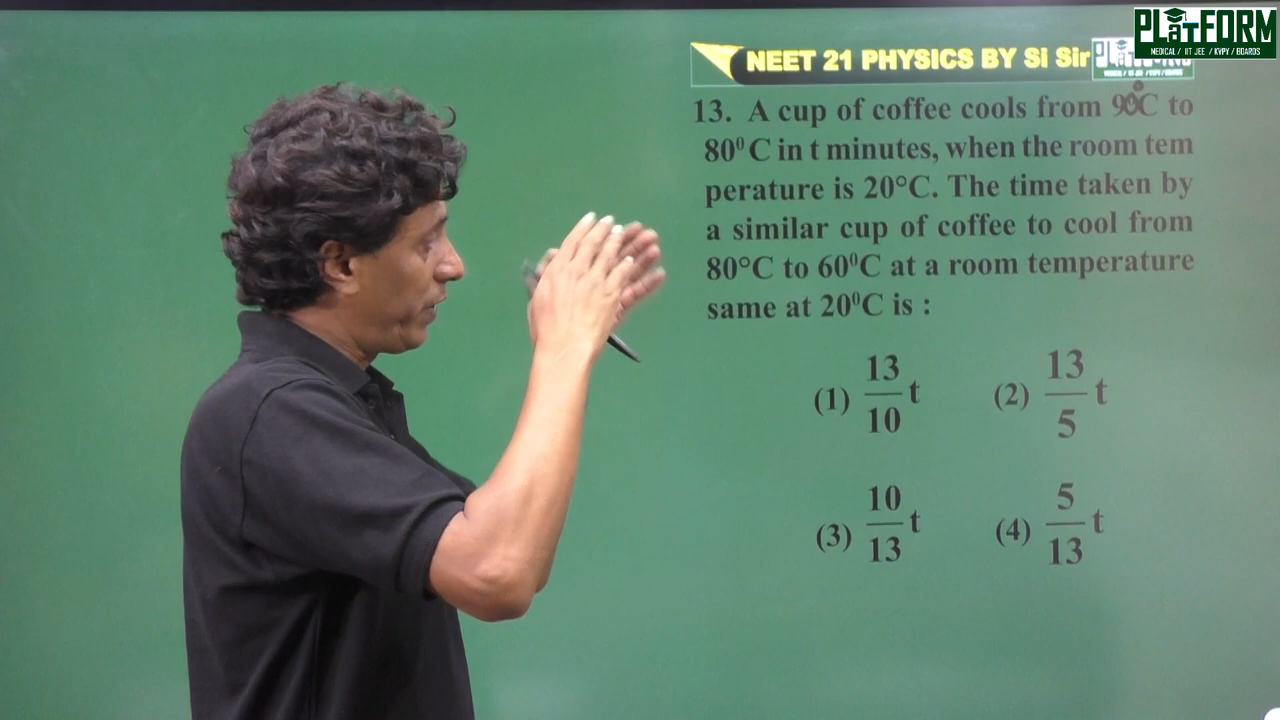 PLaTFORM
MEDICAL / IIT JEE / KVPY / BOARDS
NEET 21 PHYSICS BY Si Sir
13. A cup of coffee cools from 90°C to
80⁰ C in t minutes, when the room tem
perature is 20°C. The time taken by
a similar cup of coffee to cool from
80°C to 60⁰C at a room temperature
same at 20⁰C is :
(1) 13/10 t (2) 13/5 t
(3) 10/13 t (4) 5/13 t